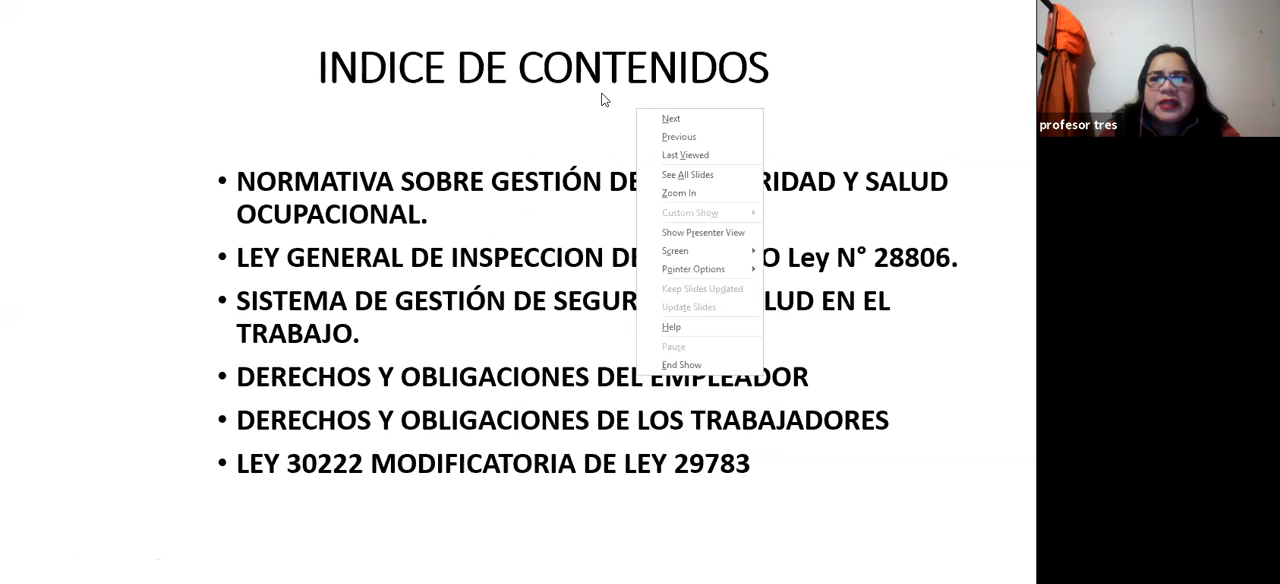 INDICE DE CONTENIDOS
• NORMATIVA SOBRE GESTIÓN DE RIDAD Y SALUD
OCUPACIONAL.
• LEY GENERAL DE INSPECCION DE O Ley N° 28806.
• SISTEMA DE GESTIÓN DE SEGUR LUD EN EL
TRABAJO.
• DERECHOS Y OBLIGACIONES DEL EMPLEADOR
• DERECHOS Y OBLIGACIONES DE LOS TRABAJADORES
• LEY 30222 MODIFICATORIA DE LEY 29783
Next
Previous
Last Viewed
See All Slides
Zoom In
Custom Show
Show Presenter View
Screen
Pointer Options
Keep Slides Updated
Update Slides
Help
Pause
End Show
profesor tres